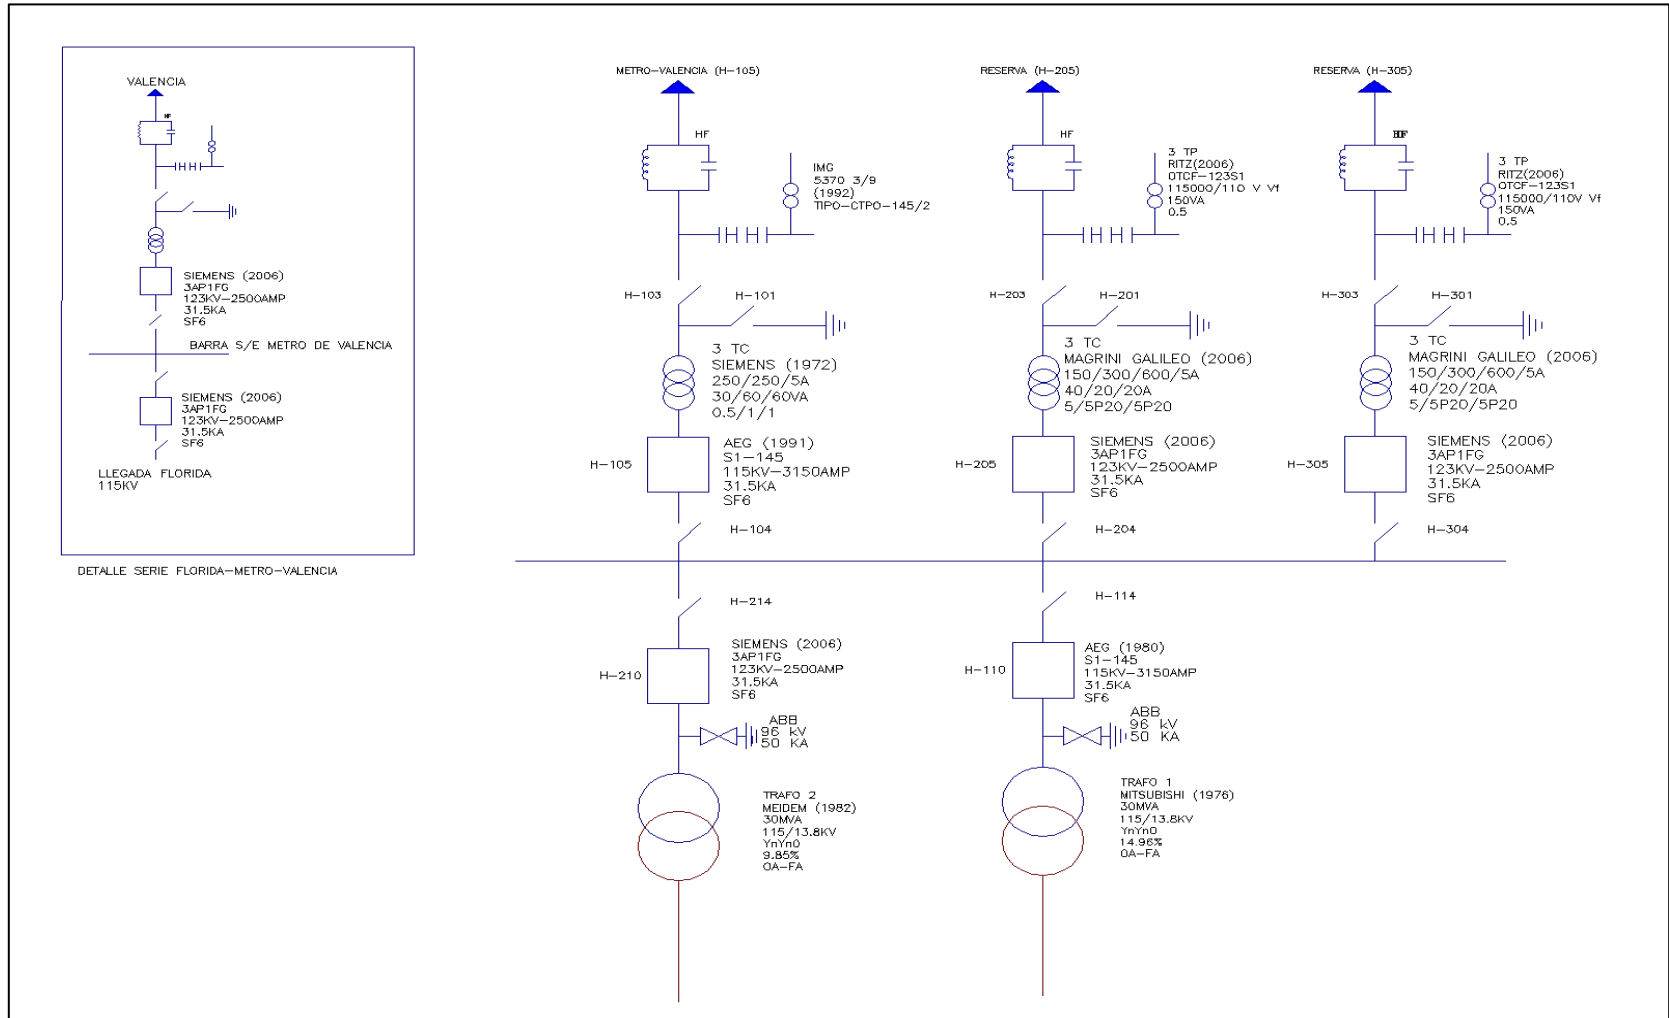 VALENCIA
HF
SIEMENS (2006)
3AP1FG
123KV-2500AMP
31.5KA
SF6
BARRA S/E METRO DE VALENCIA
SIEMENS (2006)
3AP1FG
123KV-2500AMP
31.5KA
SF6
LLEGADA FLORIDA
115KV
DETALLE SERIE FLORIDA-METRO-VALENCIA
METRO-VALENCIA (H-105)
HF
IMG
5370 3/9
(1992)
TIPO-CTPO-145/2
H-103
H-101
3 TC
SIEMENS (1972)
250/250/5A
30/60/60VA
0.5/1/1
H-105
AEG (1991)
S1-145
115KV-3150AMP
31.5KA
SF6
H-104
RESERVA (H-205)
HF
3 TP
RITZ(2006)
OTCF-123S1
115000/110 V Vf
150VA
0.5
H-203
H-201
3 TC
MAGRINI GALILEO (2006)
150/300/600/5A
40/20/20A
5/5P20/5P20
H-205
SIEMENS (2006)
3AP1FG
123KV-2500AMP
31.5KA
SF6
H-204
RESERVA (H-305)
3 TP
RITZ(2006)
OTCF-123S1
115000/110V Vf
150VA
0.5
H-303
H-301
3 TC
MAGRINI GALILEO (2006)
150/300/600/5A
40/20/20A
5/5P20/5P20
H-305
SIEMENS (2006)
3AP1FG
123KV-2500AMP
31.5KA
SF6
H-304
H-214
H-210
SIEMENS (2006)
3AP1FG
123KV-2500AMP
31.5KA
SF6
ABB
96 kV
50 KA
TRAFO 2
MEIDEM (1982)
30MVA
115/13.8KV
YnYn0
9.85%
OA-FA
H-114
H-110
AEG (1980)
S1-145
115KV-3150AMP
31.5KA
SF6
ABB
96 kV
50 KA
TRAFO 1
MITSUBISHI (1976)
30MVA
115/13.8KV
YnYn0
14.96%
OA-FA